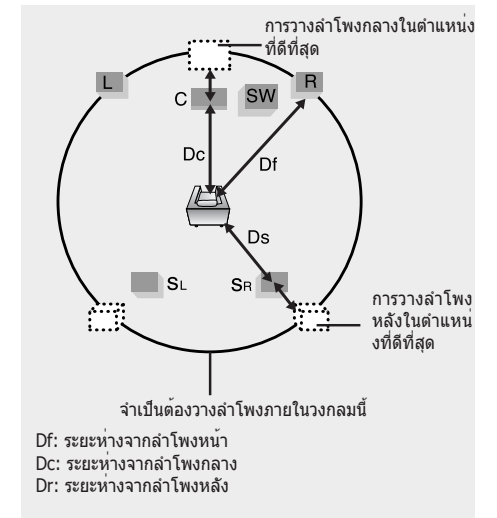 การวางลำโพงกลางในตำแหน่ง
ที่ดีที่สุด
L
R
C
SW
Dc
Df
Ds
SL
SR
การวางลำโพง
หลังในตำแหน่
งที่ดีที่สุด
จำเป็นต้องวางลำโพงภายในวงกลมนี้
Df: ระยะห่างจากลำโพงหน้า
Dc: ระยะห่างจากลำโพงกลาง
Dr: ระยะห่างจากลำโพงหลัง